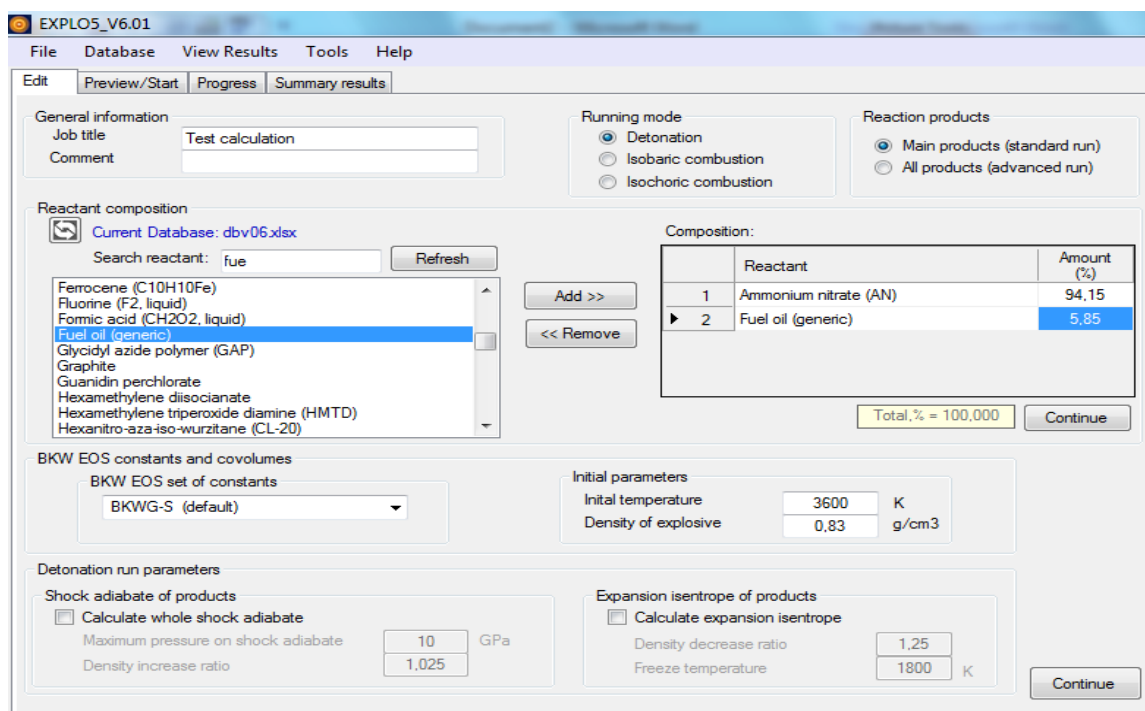 EXPLO5_V6.01
File Database View Results Tools Help
Edit Preview/Start Progress Summary results
General information
Job title Test calculation
Comment
Running mode
Detonation
Isobaric combustion
Isochoric combustion
Reaction products
Main products (standard run)
All products (advanced run)
Reactant composition
Current Database: dbv06.xlsx
Search reactant: fue Refresh
Ferrocene (C10H10Fe)
Fluorine (F2, liquid)
Formic acid (CH2O2, liquid)
Fuel oil (generic)
Glycidyl azide polymer (GAP)
Graphite
Guanidin perchlorate
Hexamethylene diisocianate
Hexamethylene triperoxide diamine (HMTD)
Hexanitro-aza-iso-wurzitane (CL-20)
Add >>
<< Remove
Composition:
Reactant Amount
(%)
1 Ammonium nitrate (AN) 94,15
2 Fuel oil (generic) 5,85
Total,% = 100,000 Continue
BKW EOS constants and covolumes
BKW EOS set of constants
BKWG-S (default)
Initial parameters
Inital temperature 3600 K
Density of explosive 0,83 g/cm3
Detonation run parameters
Shock adiabate of products
Calculate whole shock adiabate
Maximum pressure on shock adiabate 10 GPa
Density increase ratio 1,025
Expansion isentrope of products
Calculate expansion isentrope
Density decrease ratio 1,25
Freeze temperature 1800 K
Continue